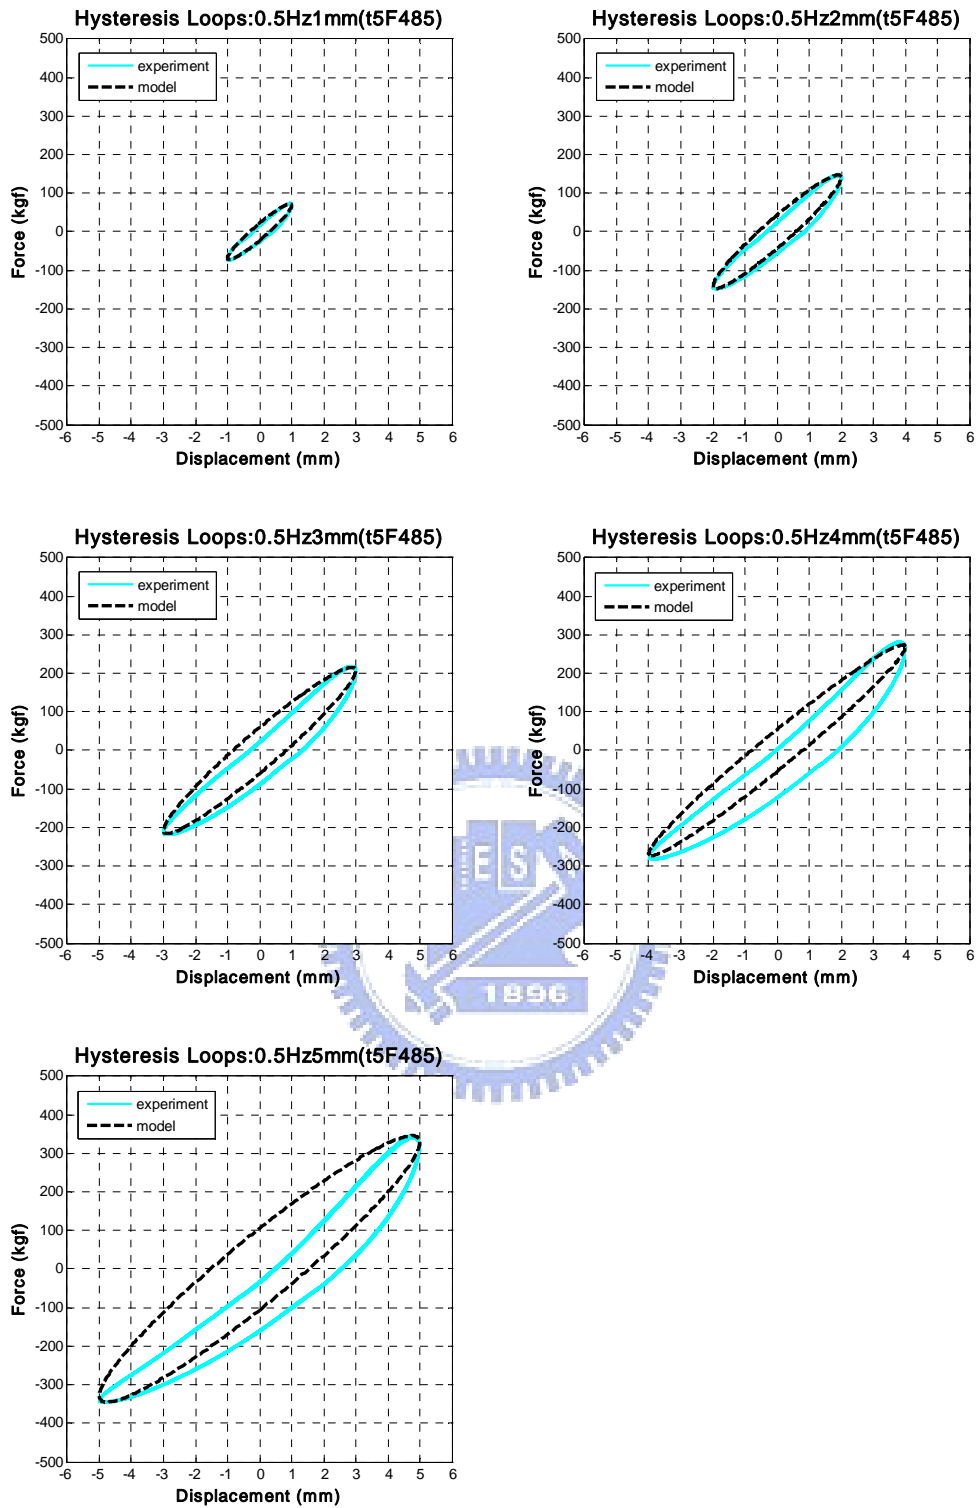 Hysteresis Loops:0.5Hz1mm(t5F485)
500
400
300
200
100
0
-100
-200
-300
-400
-500
experiment
model
Force (kgf)
-6 -5 -4 -3 -2 -1 0 1 2 3 4 5 6
Displacement (mm)
Hysteresis Loops:0.5Hz2mm(t5F485)
500
400
300
200
100
0
-100
-200
-300
-400
-500
experiment
model
Force (kgf)
-6 -5 -4 -3 -2 -1 0 1 2 3 4 5 6
Displacement (mm)
Hysteresis Loops:0.5Hz3mm(t5F485)
500
400
300
200
100
0
-100
-200
-300
-400
-500
experiment
model
Force (kgf)
-6 -5 -4 -3 -2 -1 0 1 2 3 4 5 6
Displacement (mm)
Hysteresis Loops:0.5Hz4mm(t5F485)
500
400
300
200
100
0
-100
-200
-300
-400
-500
experiment
model
Force (kgf)
-6 -5 -4 -3 -2 -1 0 1 2 3 4 5 6
Displacement (mm)
ES
1896
Hysteresis Loops:0.5Hz5mm(t5F485)
500
400
300
200
100
0
-100
-200
-300
-400
-500
experiment
model
Force (kgf)
-6 -5 -4 -3 -2 -1 0 1 2 3 4 5 6
Displacement (mm)